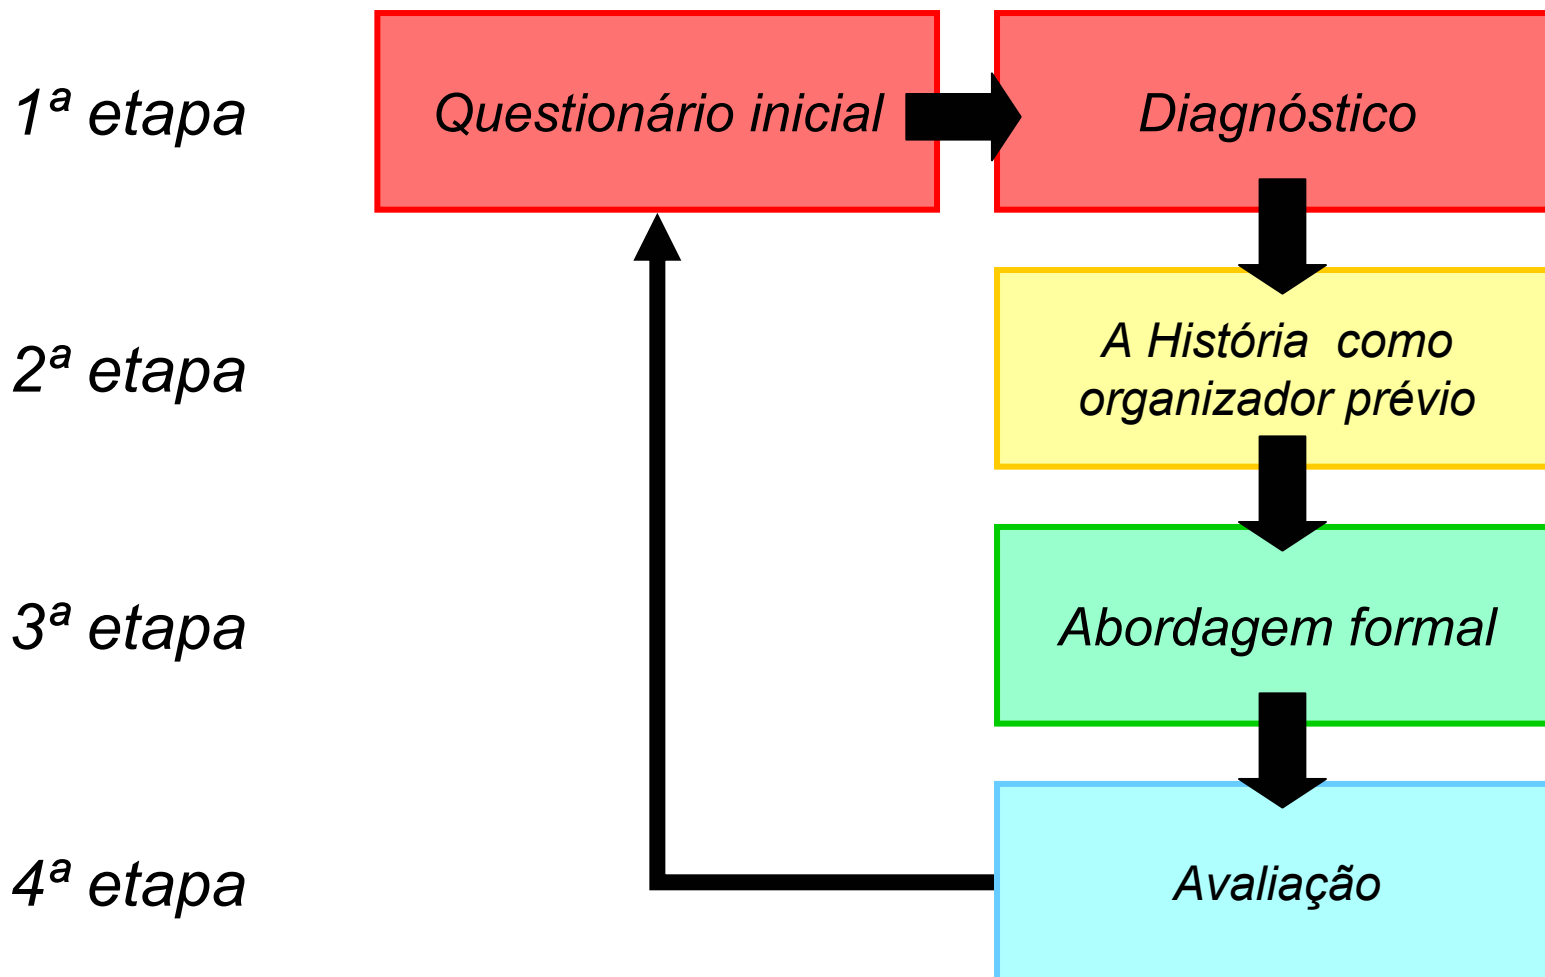 1ª etapa
Questionário inicial
Diagnóstico
2ª etapa
A História como
organizador prévio
3ª etapa
Abordagem formal
4ª etapa
Avaliação